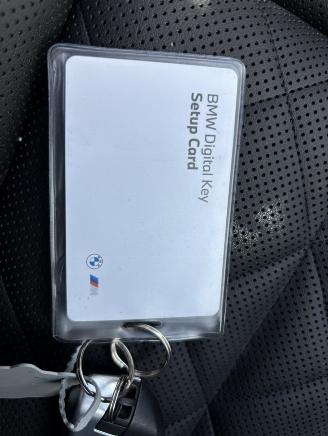 BMW Digital Key
Setup Card
M